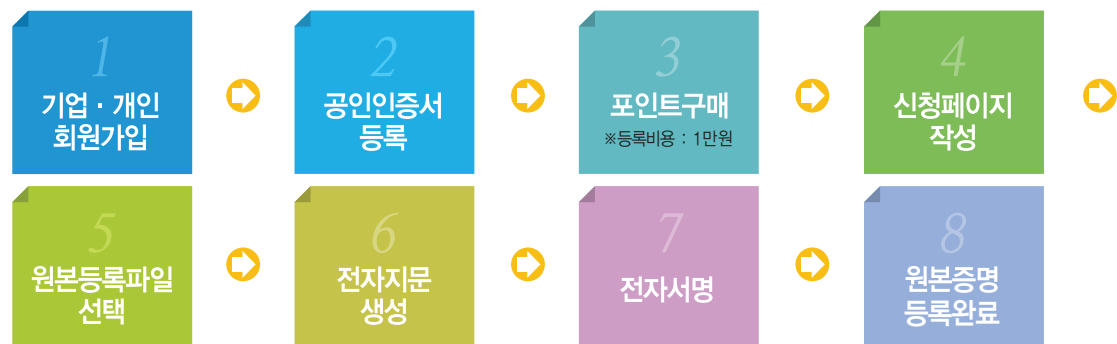 1
기업 · 개인
회원가입
2
공인인증서
등록
3
포인트구매
※등록비용 : 1만원
4
신청페이지
작성
5
원본등록파일
선택
6
전자지문
생성
7
전자서명
8
원본증명
등록완료